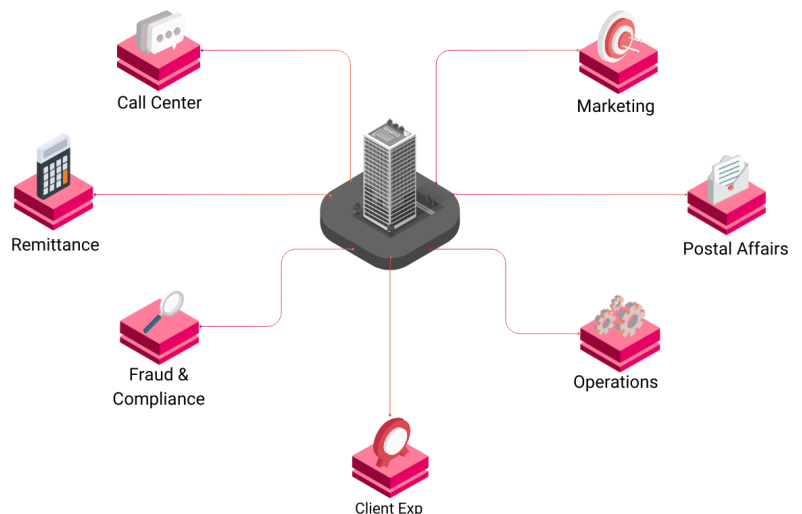 Call Center
Marketing
Remittance
Postal Affairs
Fraud &
Compliance
Operations
Client Exp